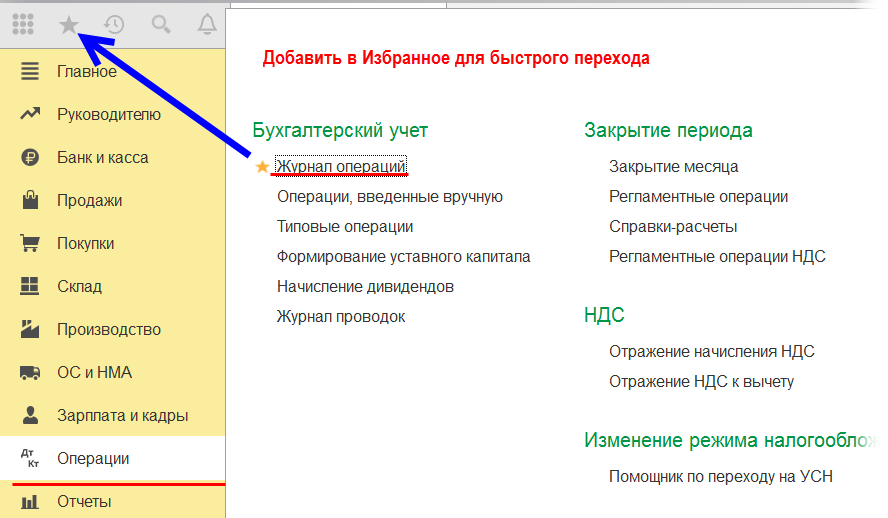 Главное
Руководителю
Банк и касса
Продажи
Покупки
Склад
Производство
ОС и НМА
Зарплата и кадры
Дт
Кт
Операции
Отчеты
Добавить в Избранное для быстрого перехода
Бухгалтерский учет
Журнал операций
Операции, введенные вручную
Типовые операции
Формирование уставного капитала
Начисление дивидендов
Журнал проводок
Закрытие периода
Закрытие месяца
Регламентные операции
Справки-расчеты
Регламентные операции НДС
НДС
Отражение начисления НДС
Отражение НДС к вычету
Изменение режима налогообло
Помощник по переходу на УСН